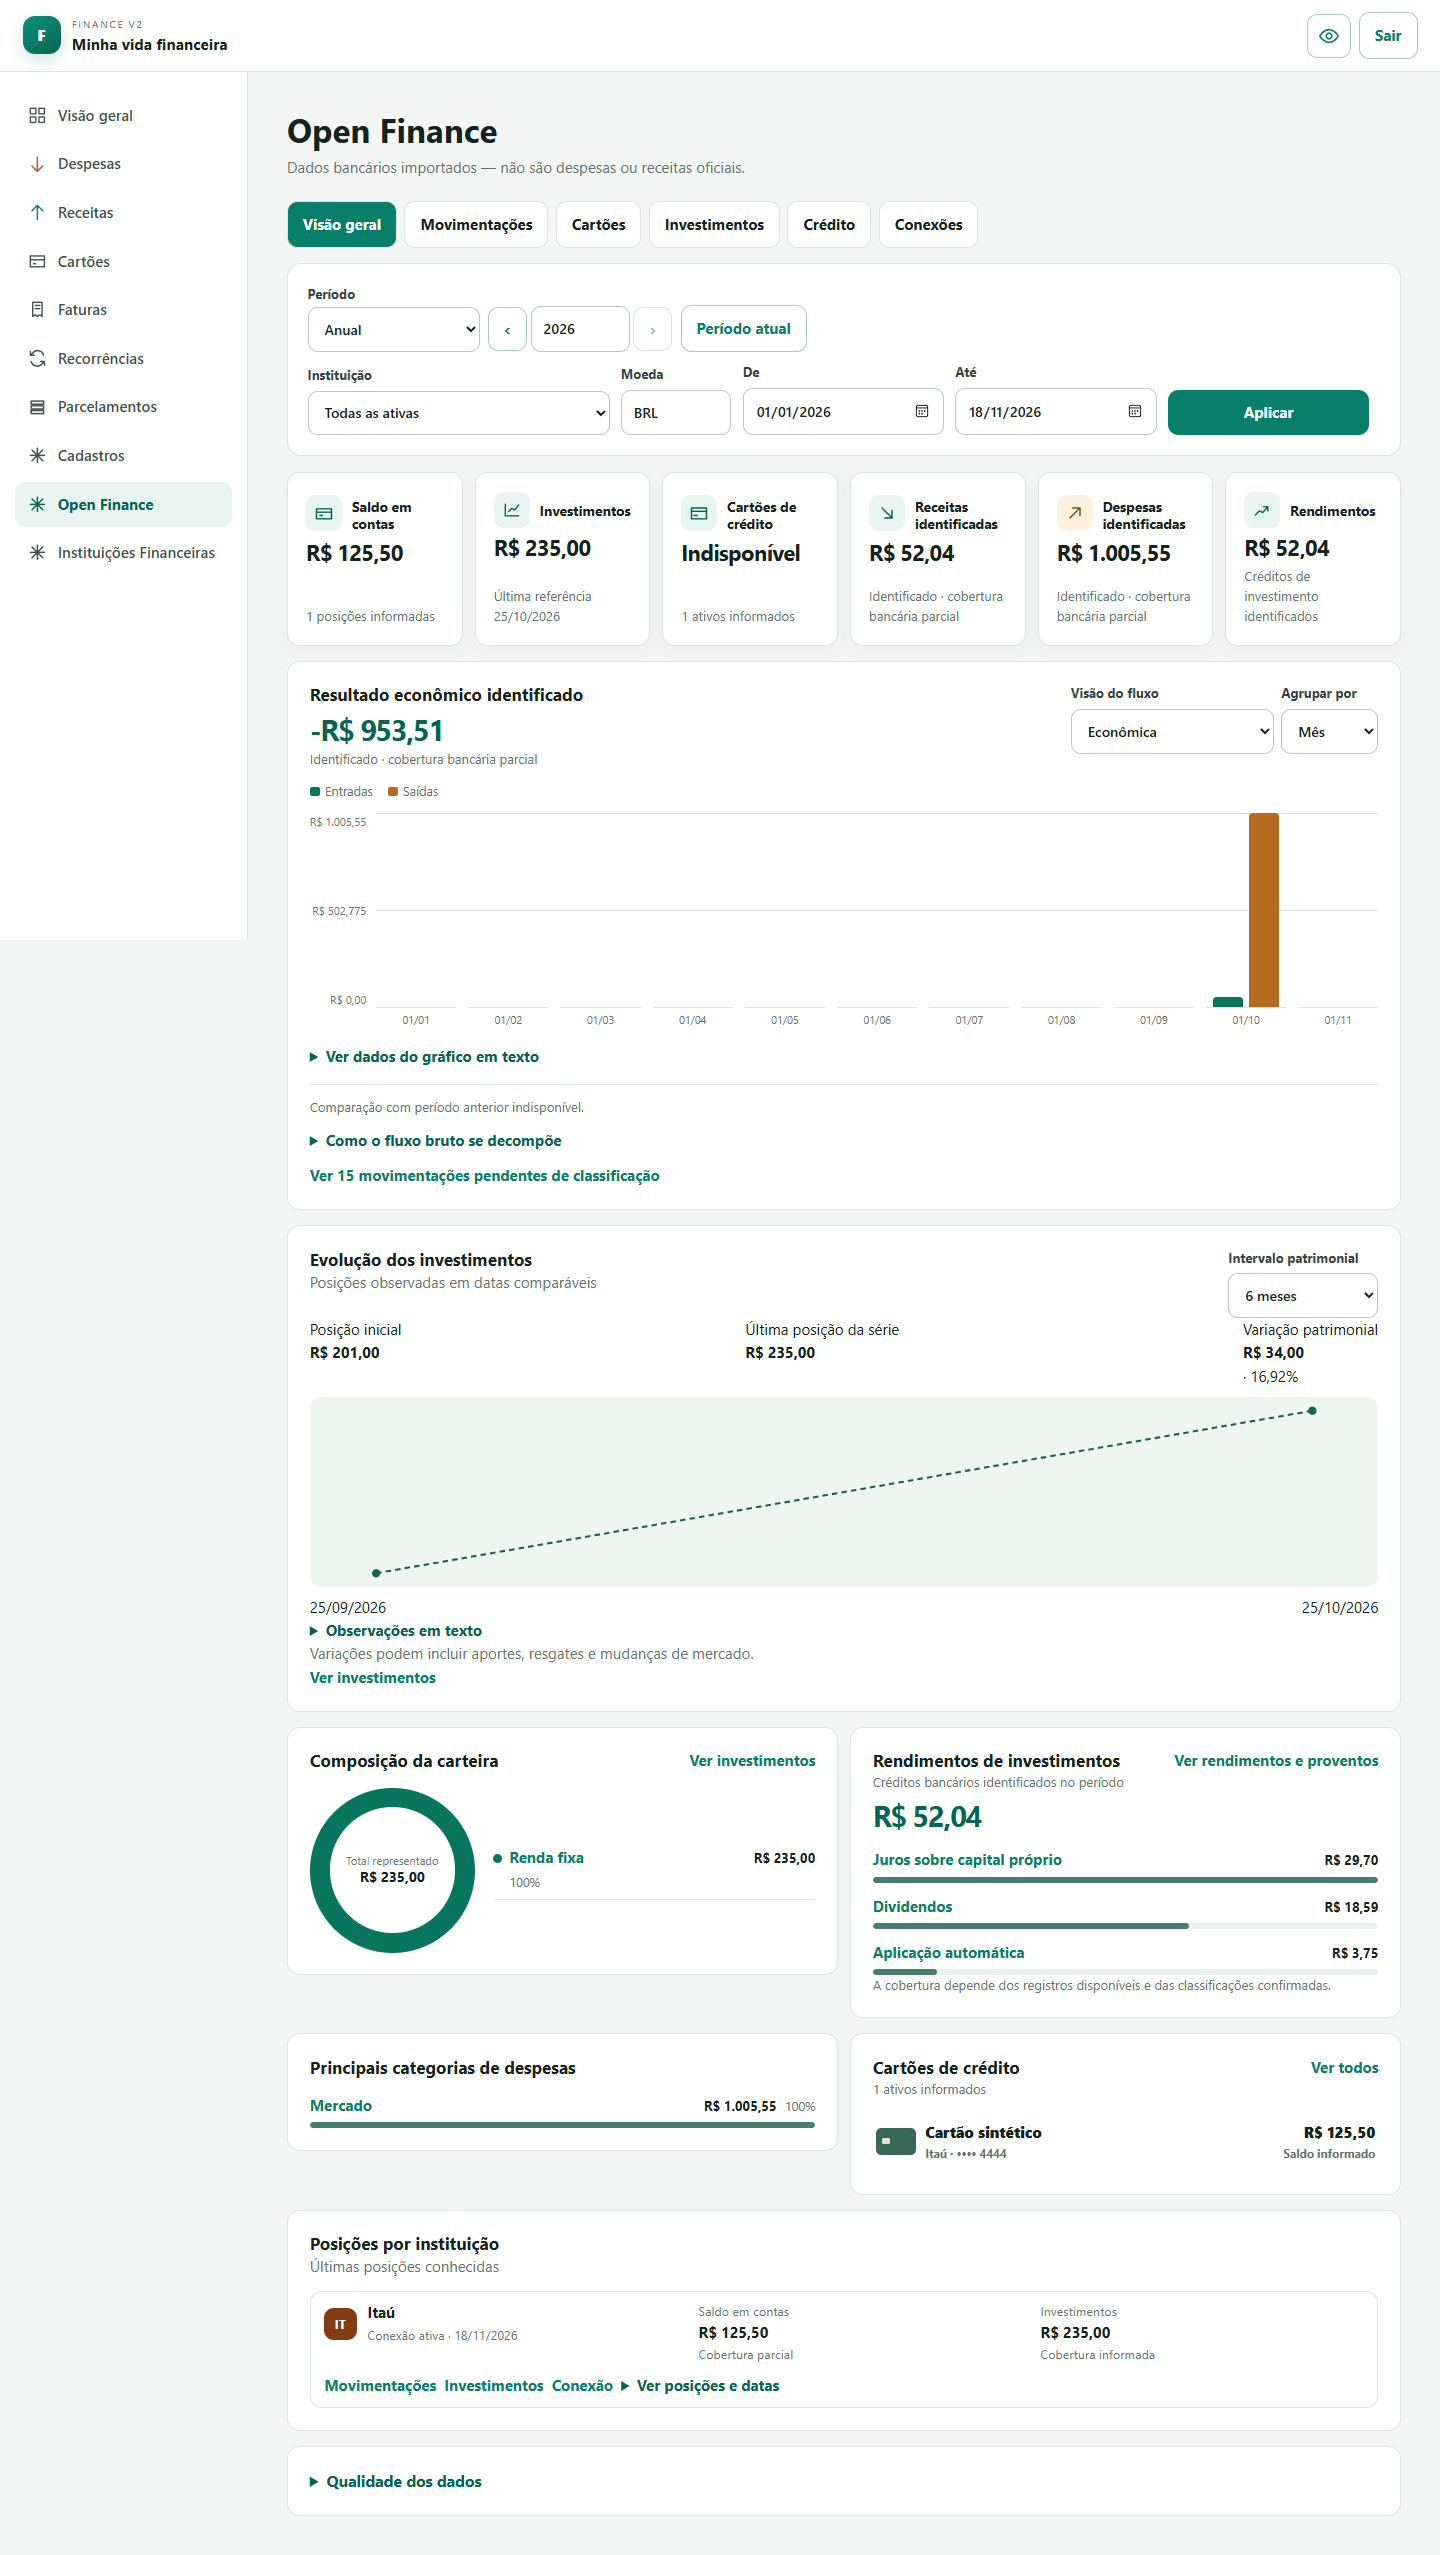 F
FINANCE V2
Minha vida financeira
Sair
Visão geral
Despesas
Receitas
Cartões
Faturas
Recorrências
Parcelamentos
Cadastros
Open Finance
Instituições Financeiras
Open Finance
Dados bancários importados — não são despesas ou receitas oficiais.
Visão geral
Movimentações
Cartões
Investimentos
Crédito
Conexões
Período
Anual
‹
2026
›
Período atual
Instituição
Moeda
De
Até
Todas as ativas
BRL
01/01/2026
18/11/2026
Aplicar
Saldo em
contas
R$ 125,50
1 posições informadas
Investimentos
R$ 235,00
Última referência
25/10/2026
Cartões de
crédito
Indisponível
1 ativos informados
Receitas
identificadas
R$ 52,04
Identificado · cobertura
bancária parcial
Despesas
identificadas
R$ 1.005,55
Identificado · cobertura
bancária parcial
Rendimentos
R$ 52,04
Créditos de
investimento
identificados
Resultado econômico identificado
-R$ 953,51
Identificado · cobertura bancária parcial
Visão do fluxo
Econômica
Agrupar por
Mês
Entradas
Saídas
R$ 1.005,55
R$ 502,775
R$ 0,00
01/01
01/02
01/03
01/04
01/05
01/06
01/07
01/08
01/09
01/10
01/11
Ver dados do gráfico em texto
Comparação com período anterior indisponível.
Como o fluxo bruto se decompõe
Ver 15 movimentações pendentes de classificação
Evolução dos investimentos
Posições observadas em datas comparáveis
Intervalo patrimonial
6 meses
Posição inicial
R$ 201,00
Última posição da série
R$ 235,00
Variação patrimonial
R$ 34,00
· 16,92%
25/09/2026
25/10/2026
Observações em texto
Variações podem incluir aportes, resgates e mudanças de mercado.
Ver investimentos
Composição da carteira
Ver investimentos
Total representado
R$ 235,00
Renda fixa
R$ 235,00
100%
Rendimentos de investimentos
Ver rendimentos e proventos
Créditos bancários identificados no período
R$ 52,04
Juros sobre capital próprio
R$ 29,70
Dividendos
R$ 18,59
Aplicação automática
R$ 3,75
A cobertura depende dos registros disponíveis e das classificações confirmadas.
Principais categorias de despesas
Mercado
R$ 1.005,55 100%
Cartões de crédito
Ver todos
1 ativos informados
Cartão sintético
R$ 125,50
Itaú · •••• 4444
Saldo informado
Posições por instituição
Últimas posições conhecidas
IT
Itaú
Conexão ativa · 18/11/2026
Saldo em contas
R$ 125,50
Cobertura parcial
Investimentos
R$ 235,00
Cobertura informada
Movimentações Investimentos Conexão Ver posições e datas
Qualidade dos dados